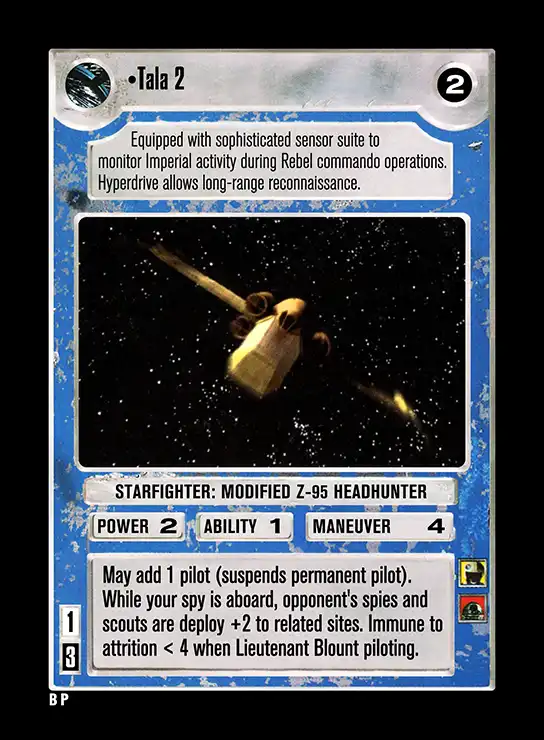 •Tala 2
2
Equipped with sophisticated sensor suite to
monitor Imperial activity during Rebel commando operations.
Hyperdrive allows long-range reconnaissance.
STARFIGHTER: MODIFIED Z-95 HEADHUNTER
POWER 2 ABILITY 1 MANEUVER 4
May add 1 pilot (suspends permanent pilot).
While your spy is aboard, opponent's spies and
scouts are deploy +2 to related sites. Immune to
attrition < 4 when Lieutenant Blount piloting.
1
3
B P